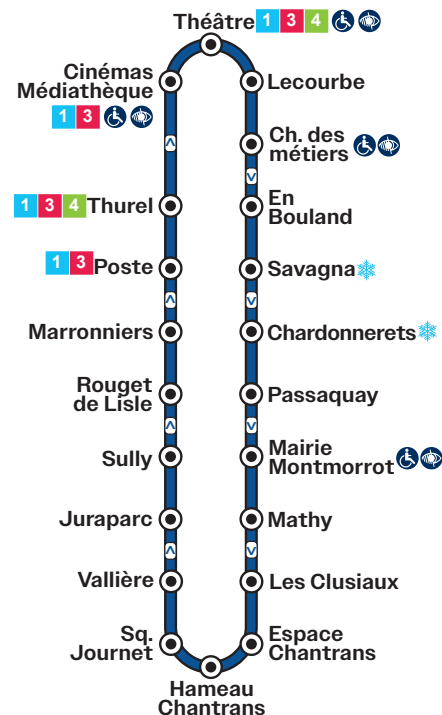 Théâtre 1 3 4
Cinémas
Médiathèque
1 3
Lecourbe
Ch. des
métiers
1 3 4 Thurel
En
Bouland
1 3 Poste
Savagna
Marronniers
Chardonnerets
Rouget
de Lisle
Passaquay
Sully
Mairie
Montmorrot
Juraparc
Mathy
Vallière
Les Clusiaux
Sq.
Journet
Espace
Chantrans
Hameau
Chantrans